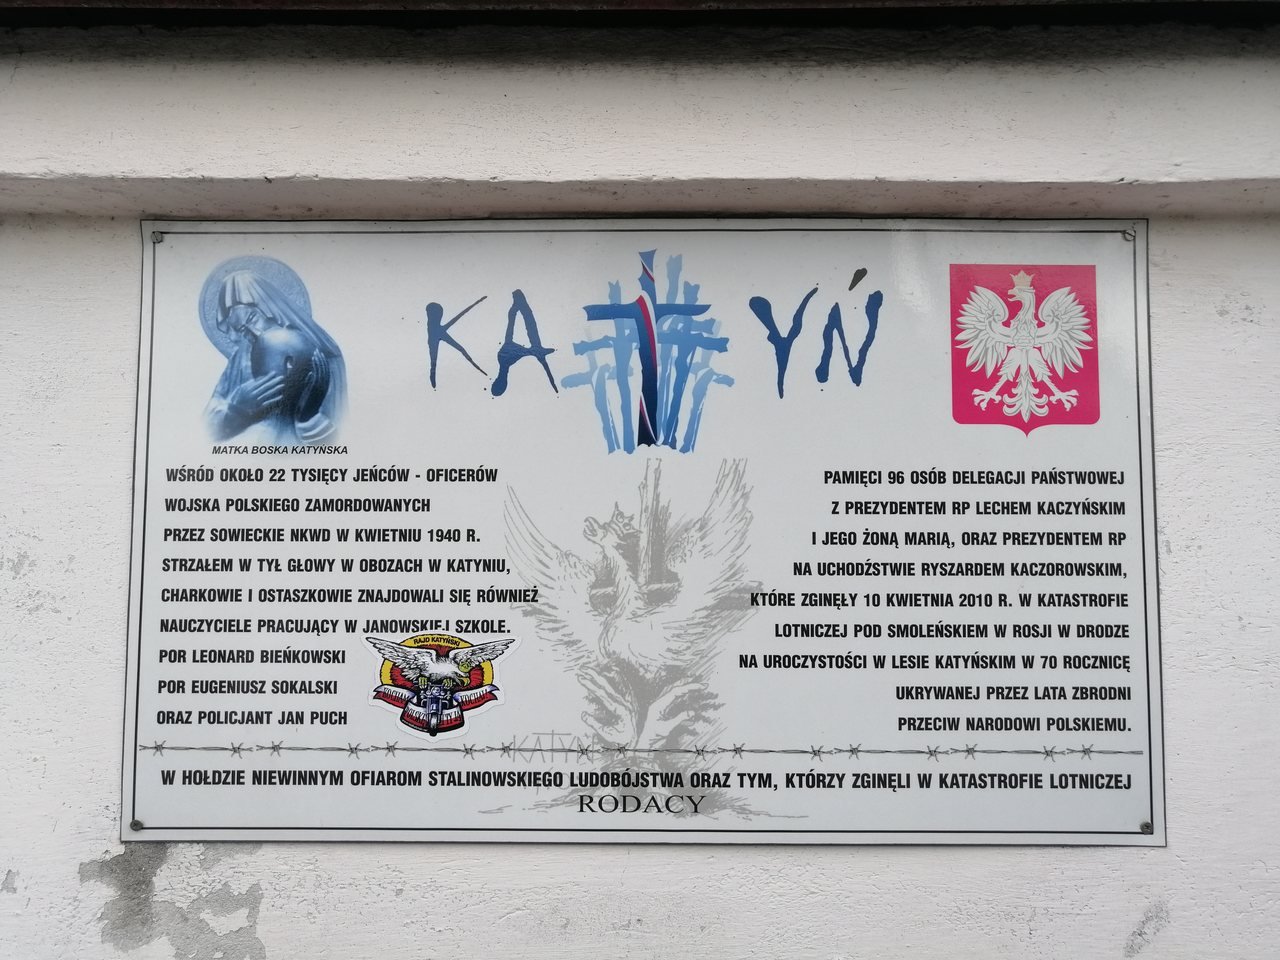 KATYŃ
MATKA BOSKA KATYŃSKA
WŚRÓD OKOŁO 22 TYSIĘCY JEŃCÓW - OFICERÓW
WOJSKA POLSKIEGO ZAMORDOWANYCH
PRZEZ SOWIECKIE NKWD W KWIETNIU 1940 R.
STRZAŁEM W TYŁ GŁOWY W OBOZACH W KATYNIU,
CHARKOWIE I OSTASZKOWIE ZNAJDOWALI SIĘ RÓWNIEŻ
NAUCZYCIELE PRACUJĄCY W JANOWSKIEJ SZKOLE.
POR LEONARD BIEŃKOWSKI
POR EUGENIUSZ SOKALSKI
ORAZ POLICJANT JAN PUCH
RAJD KATYŃSKI
PAMIĘCI 96 OSÓB DELEGACJI PAŃSTWOWEJ
Z PREZYDENTEM RP LECHEM KACZYŃSKIM
I JEGO ŻONĄ MARIĄ, ORAZ PREZYDENTEM RP
NA UCHODŹSTWIE RYSZARDEM KACZOROWSKIM,
KTÓRE ZGINĘŁY 10 KWIETNIA 2010 R. W KATASTROFIE
LOTNICZEJ POD SMOLEŃSKIEM W ROSJI W DRODZE
NA UROCZYSTOŚCI W LESIE KATYŃSKIM W 70 ROCZNICĘ
UKRYWANEJ PRZEZ LATA ZBRODNI
PRZECIW NARODOWI POLSKIEMU.
KATYŃ
W HOŁDZIE NIEWINNYM OFIAROM STALINOWSKIEGO LUDOBÓJSTWA ORAZ TYM, KTÓRZY ZGINĘLI W KATASTROFIE LOTNICZEJ
RODACY